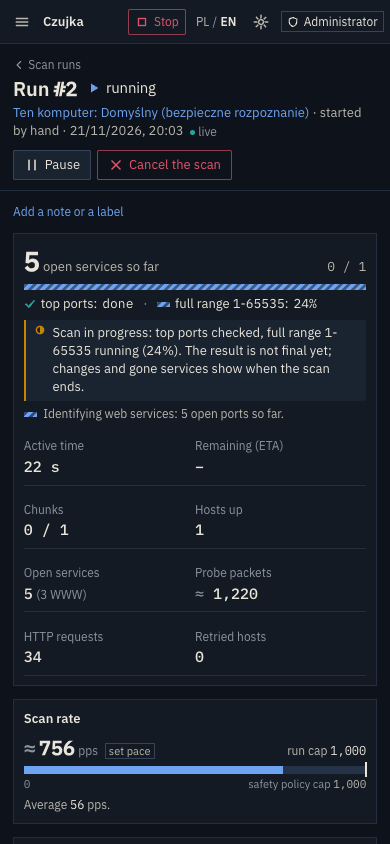 Czujka
Stop
PL / EN
Administrator
Scan runs
Run #2 running
Ten komputer: Domyślny (bezpieczne rozpoznanie) · started
by hand · 21/11/2026, 20:03 live
Pause
Cancel the scan
Add a note or a label
5 open services so far 0 / 1
top ports: done · full range 1-65535: 24%
Scan in progress: top ports checked, full range 1-
65535 running (24%). The result is not final yet;
changes and gone services show when the scan
ends.
Identifying web services: 5 open ports so far.
Active time Remaining (ETA)
22 s –
Chunks Hosts up
0 / 1 1
Open services Probe packets
5 (3 WWW) ≈ 1,220
HTTP requests Retried hosts
34 0
Scan rate
≈756 pps set pace run cap 1,000
0 safety policy cap 1,000
Average 56 pps.